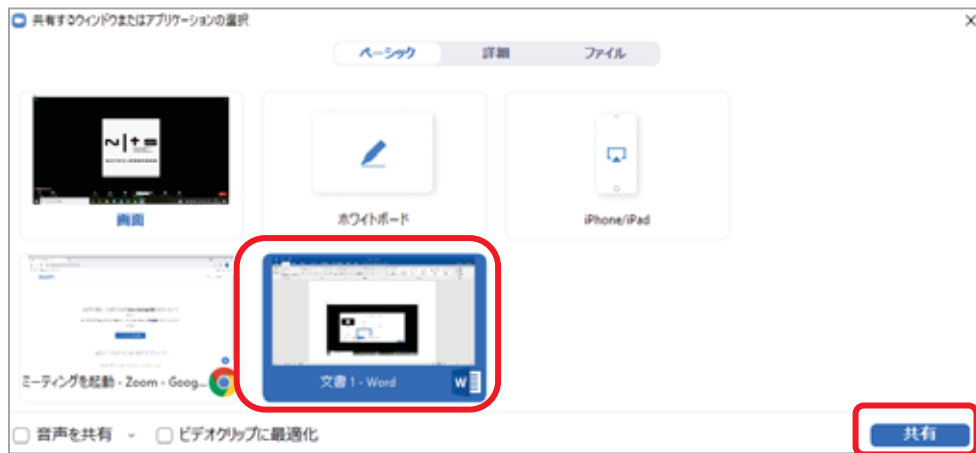 共有するウィンドウまたはアプリケーションの選択
ベーシック 詳細 ファイル
画面 ホワイトボード iPhone/iPad
ミーティングを起動 - Zoom - Goog...
文書 1 - Word
W
音声を共有 ビデオクリップに最適化 共有